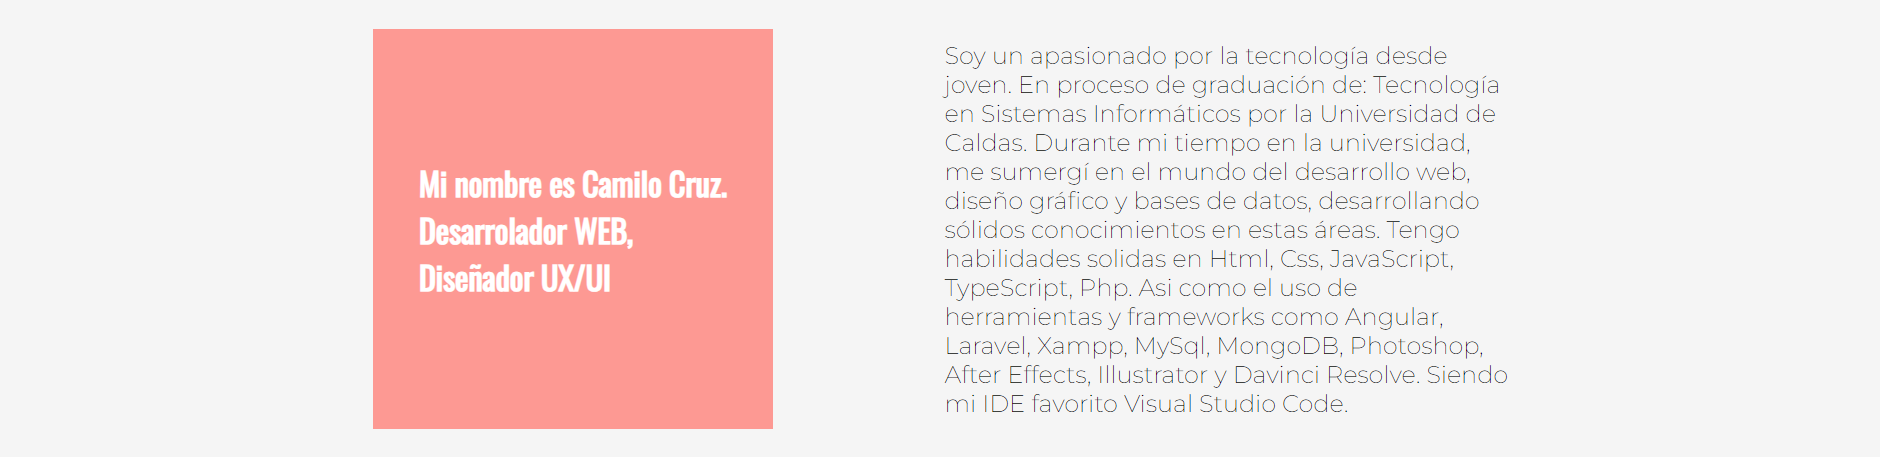 Mi nombre es Camilo Cruz.
Desarrolador WEB,
Diseñador UX/UI
Soy un apasionado por la tecnología desde
joven. En proceso de graduación de: Tecnología
en Sistemas Informáticos por la Universidad de
Caldas. Durante mi tiempo en la universidad,
me sumergí en el mundo del desarrollo web,
diseño gráfico y bases de datos, desarrollando
sólidos conocimientos en estas áreas. Tengo
habilidades solidas en Html, Css, JavaScript,
TypeScript, Php. Asi como el uso de
herramientas y frameworks como Angular,
Laravel, Xampp, MySql, MongoDB, Photoshop,
After Effects, Illustrator y Davinci Resolve. Siendo
mi IDE favorito Visual Studio Code.